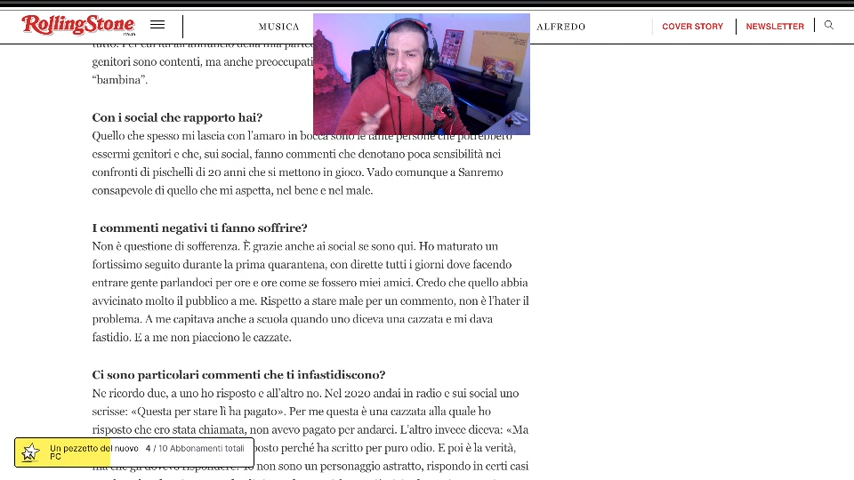 RollingStone
MUSICA
ALFREDO
COVER STORY
NEWSLETTER
genitori sono contenti, ma anche preoccupati
“bambina”.
Con i social che rapporto hai?
Quello che spesso mi lascia con l'amaro in bocca sono le tante persone che potrebbero
essermi genitori e che, sui social, fanno commenti che denotano poca sensibilità nei
confronti di pischelli di 20 anni che si mettono in gioco. Vado comunque a Sanremo
consapevole di quello che mi aspetta, nel bene e nel male.
I commenti negativi ti fanno soffrire?
Non è questione di sofferenza. È grazie anche ai social se sono qui. Ho maturato un
fortissimo seguito durante la prima quarantena, con dirette tutti i giorni dove facendo
entrare gente parlandoci per ore e ore come se fossero miei amici. Credo che quello abbia
avvicinato molto il pubblico a me. Rispetto a stare male per un commento, non è l'hater il
problema. A me capitava anche a scuola quando uno diceva una cazzata e mi dava
fastidio. E a me non piacciono le cazzate.
Ci sono particolari commenti che ti infastidiscono?
Ne ricordo due, a uno ho risposto e all'altro no. Nel 2020 andai in radio e sui social uno
scrisse: «Questa per stare lì ha pagato». Per me questa è una cazzata alla quale ho
risposto che ero stata chiamata, non avevo pagato per andarci. L'altro invece diceva: «Ma
posto perché ha scritto per puro odio. E poi è la verità,
non sono un personaggio astratto, rispondo in certi casi
Un pezzetto del nuovo PC
4 / 10 Abbonamenti totali